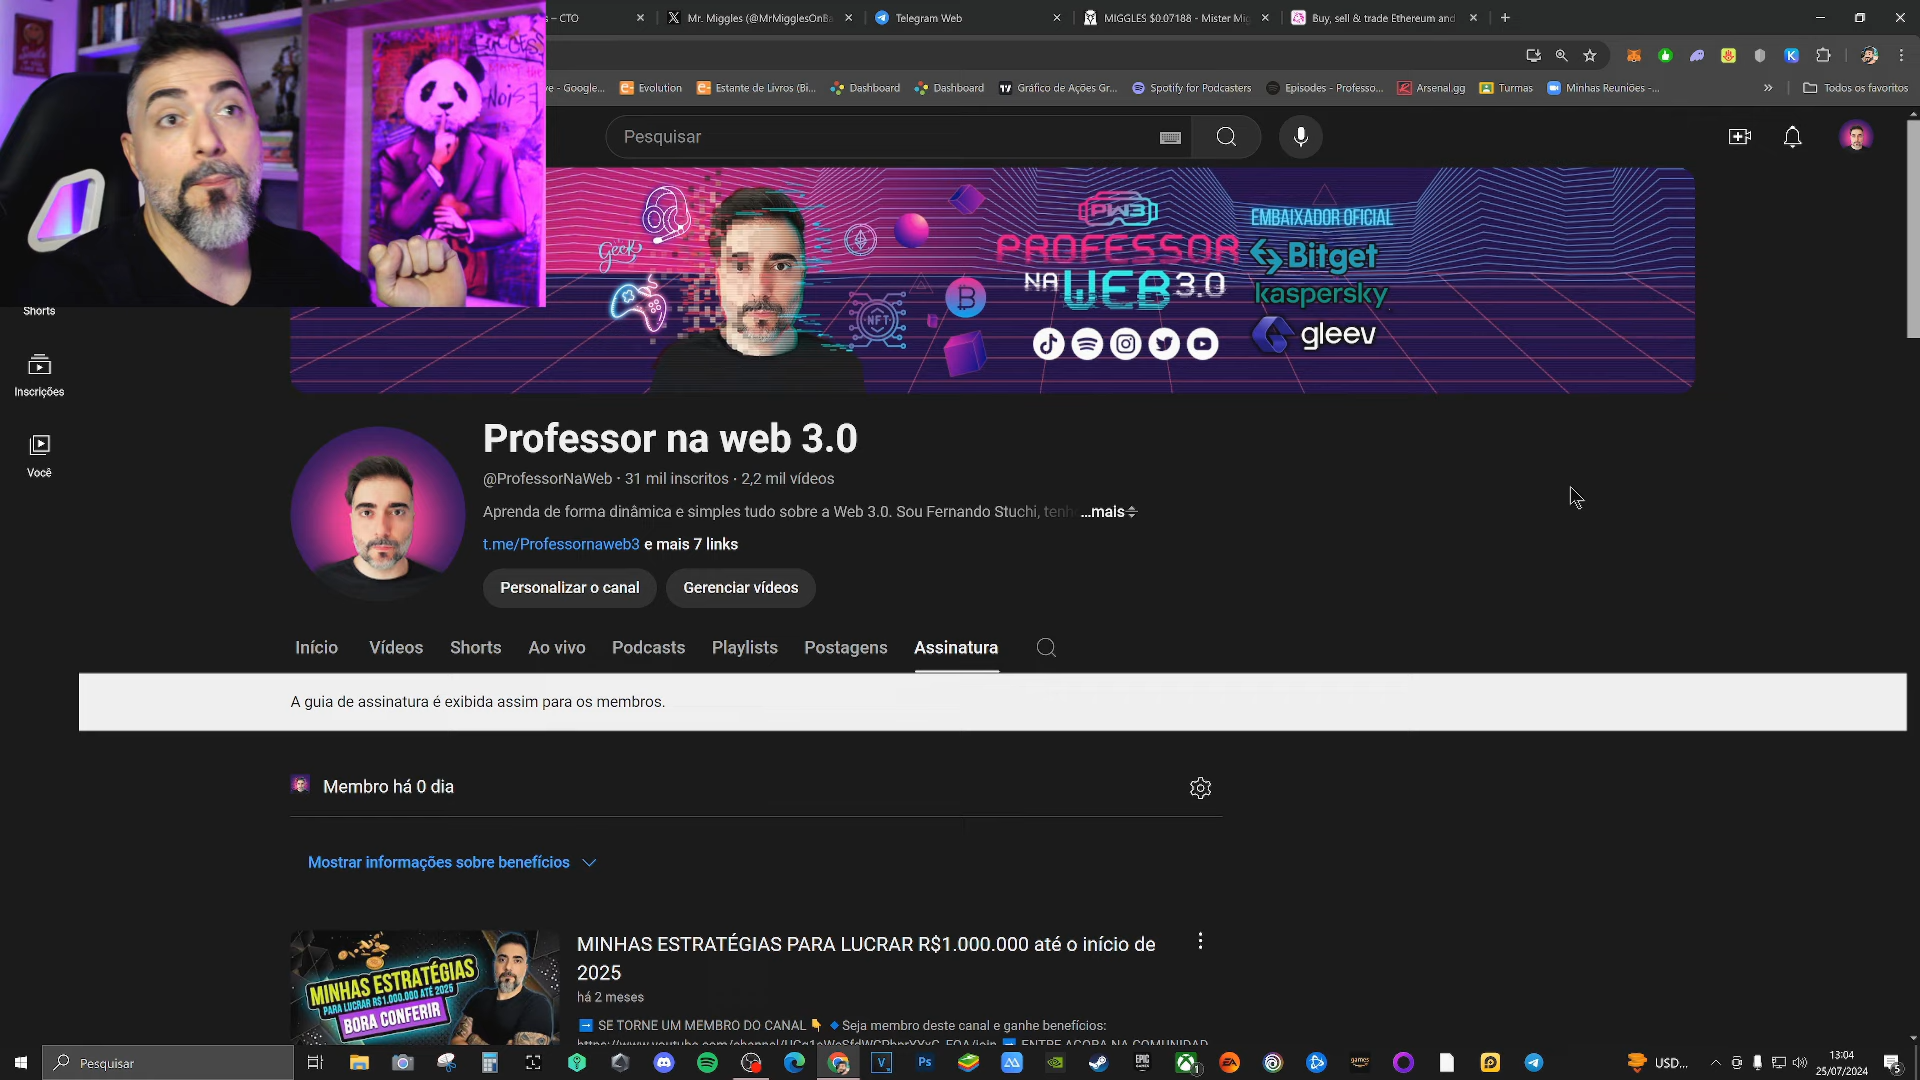 – CTO
Mr. Miggles (@MrMigglesOnBa
Telegram Web
MIGGLES $0.07188 - Mister Mi
Buy, sell & trade Ethereum and
ve - Google...
Evolution
Estante de Livros (Bi...
Dashboard
Dashboard
Gráfico de Ações Gr...
Spotify for Podcasters
Episodes - Professo...
Arsenal.gg
Turmas
Minhas Reuniões -...
Todos os favoritos
Pesquisar
Geek
NFT
PW3
PROFESSOR
NA WEB 3.0
EMBAIXADOR OFICIAL
Bitget
kaspersky
gleev
Shorts
Inscrições
Você
Professor na web 3.0
@ProfessorNaWeb · 31 mil inscritos · 2,2 mil vídeos
Aprenda de forma dinâmica e simples tudo sobre a Web 3.0. Sou Fernando Stuchi, tenh ...mais
t.me/Professornaweb3 e mais 7 links
Personalizar o canal
Gerenciar vídeos
Início
Vídeos
Shorts
Ao vivo
Podcasts
Playlists
Postagens
Assinatura
A guia de assinatura é exibida assim para os membros.
Membro há 0 dia
Mostrar informações sobre benefícios
MINHAS ESTRATÉGIAS
PARA LUCRAR R$1.000.000 ATÉ 2025
BORA CONFERIR
MINHAS ESTRATÉGIAS PARA LUCRAR R$1.000.000 até o início de
2025
há 2 meses
SE TORNE UM MEMBRO DO CANAL Seja membro deste canal e ganhe benefícios:
Pesquisar
USD...
13:04
25/07/2024